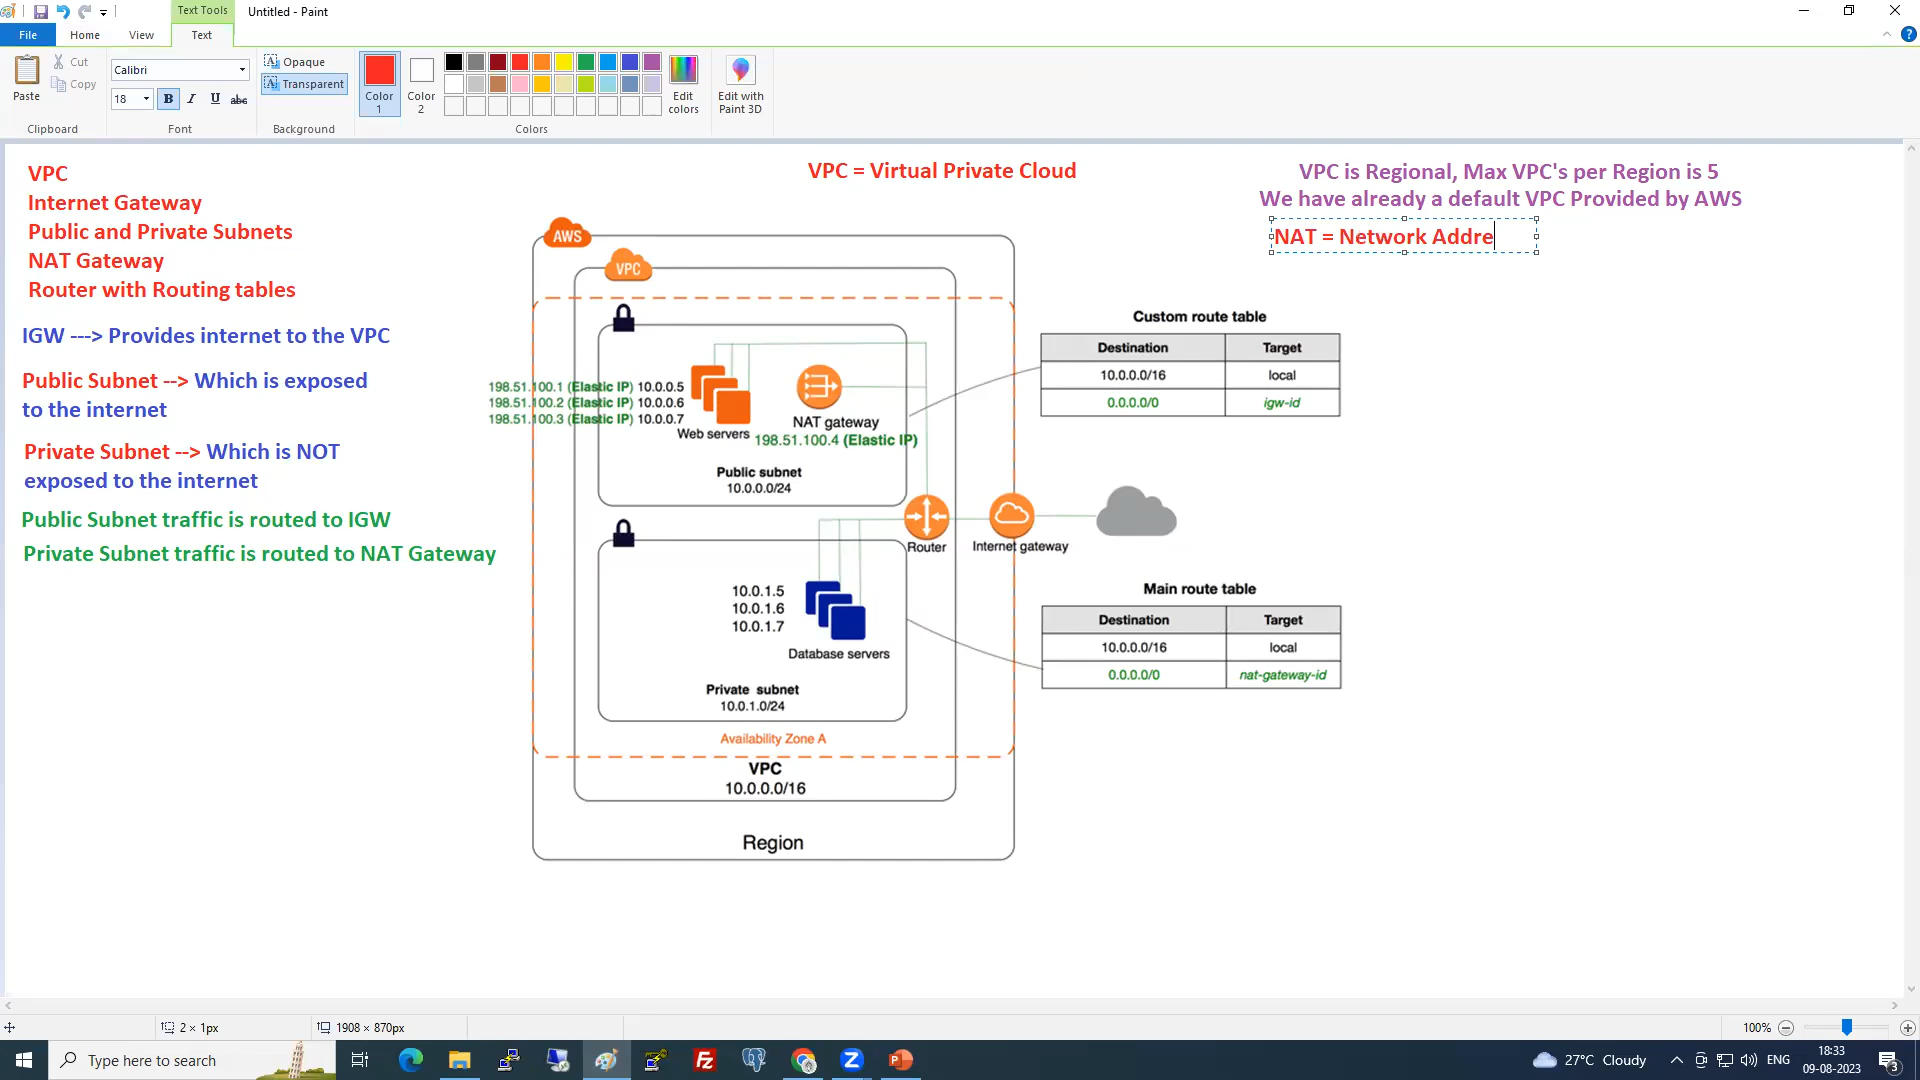 Text Tools
Untitled - Paint
File
Home
View
Text
Cut
Copy
Paste
Clipboard
Calibri
18
B
I
U
abc
Font
Opaque
Transparent
Background
Color
1
Color
2
Edit
colors
Colors
Edit with
Paint 3D
VPC
Internet Gateway
Public and Private Subnets
NAT Gateway
Router with Routing tables
IGW ---> Provides internet to the VPC
Public Subnet --> Which is exposed
to the internet
Private Subnet --> Which is NOT
exposed to the internet
Public Subnet traffic is routed to IGW
Private Subnet traffic is routed to NAT Gateway
VPC = Virtual Private Cloud
VPC is Regional, Max VPC's per Region is 5
We have already a default VPC Provided by AWS
NAT = Network Addre
AWS
VPC
198.51.100.1 (Elastic IP) 10.0.0.5
198.51.100.2 (Elastic IP) 10.0.0.6
198.51.100.3 (Elastic IP) 10.0.0.7
Web servers
NAT gateway
198.51.100.4 (Elastic IP)
Public subnet
10.0.0.0/24
Router
Internet gateway
10.0.1.5
10.0.1.6
10.0.1.7
Database servers
Private subnet
10.0.1.0/24
Availability Zone A
VPC
10.0.0.0/16
Region
Custom route table
Destination Target
10.0.0.0/16 local
0.0.0.0/0 igw-id
Main route table
Destination Target
10.0.0.0/16 local
0.0.0.0/0 nat-gateway-id
2 × 1px
1908 × 870px
100%
Type here to search
27°C Cloudy
ENG
18:33
09-08-2023
3